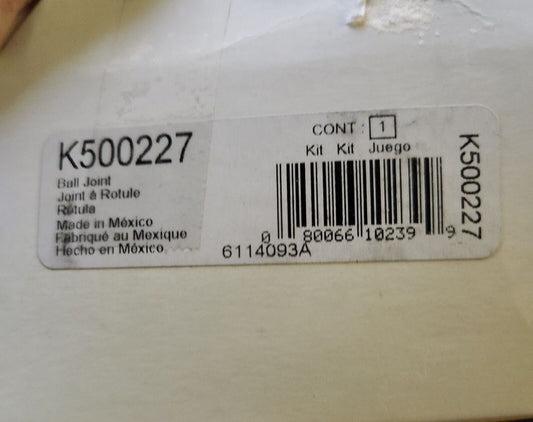 K500227
Ball Joint
Joint à Rotule
Rótula
Made in México
Fabriqué au Mexique
Hecho en México
CONT : 1
Kit Kit Juego
0 80066 10239 9
6114093A
K500227